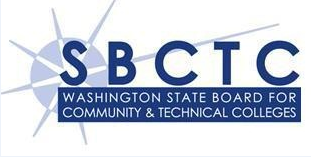 SBCTC
WASHINGTON STATE BOARD FOR
COMMUNITY & TECHNICAL COLLEGES